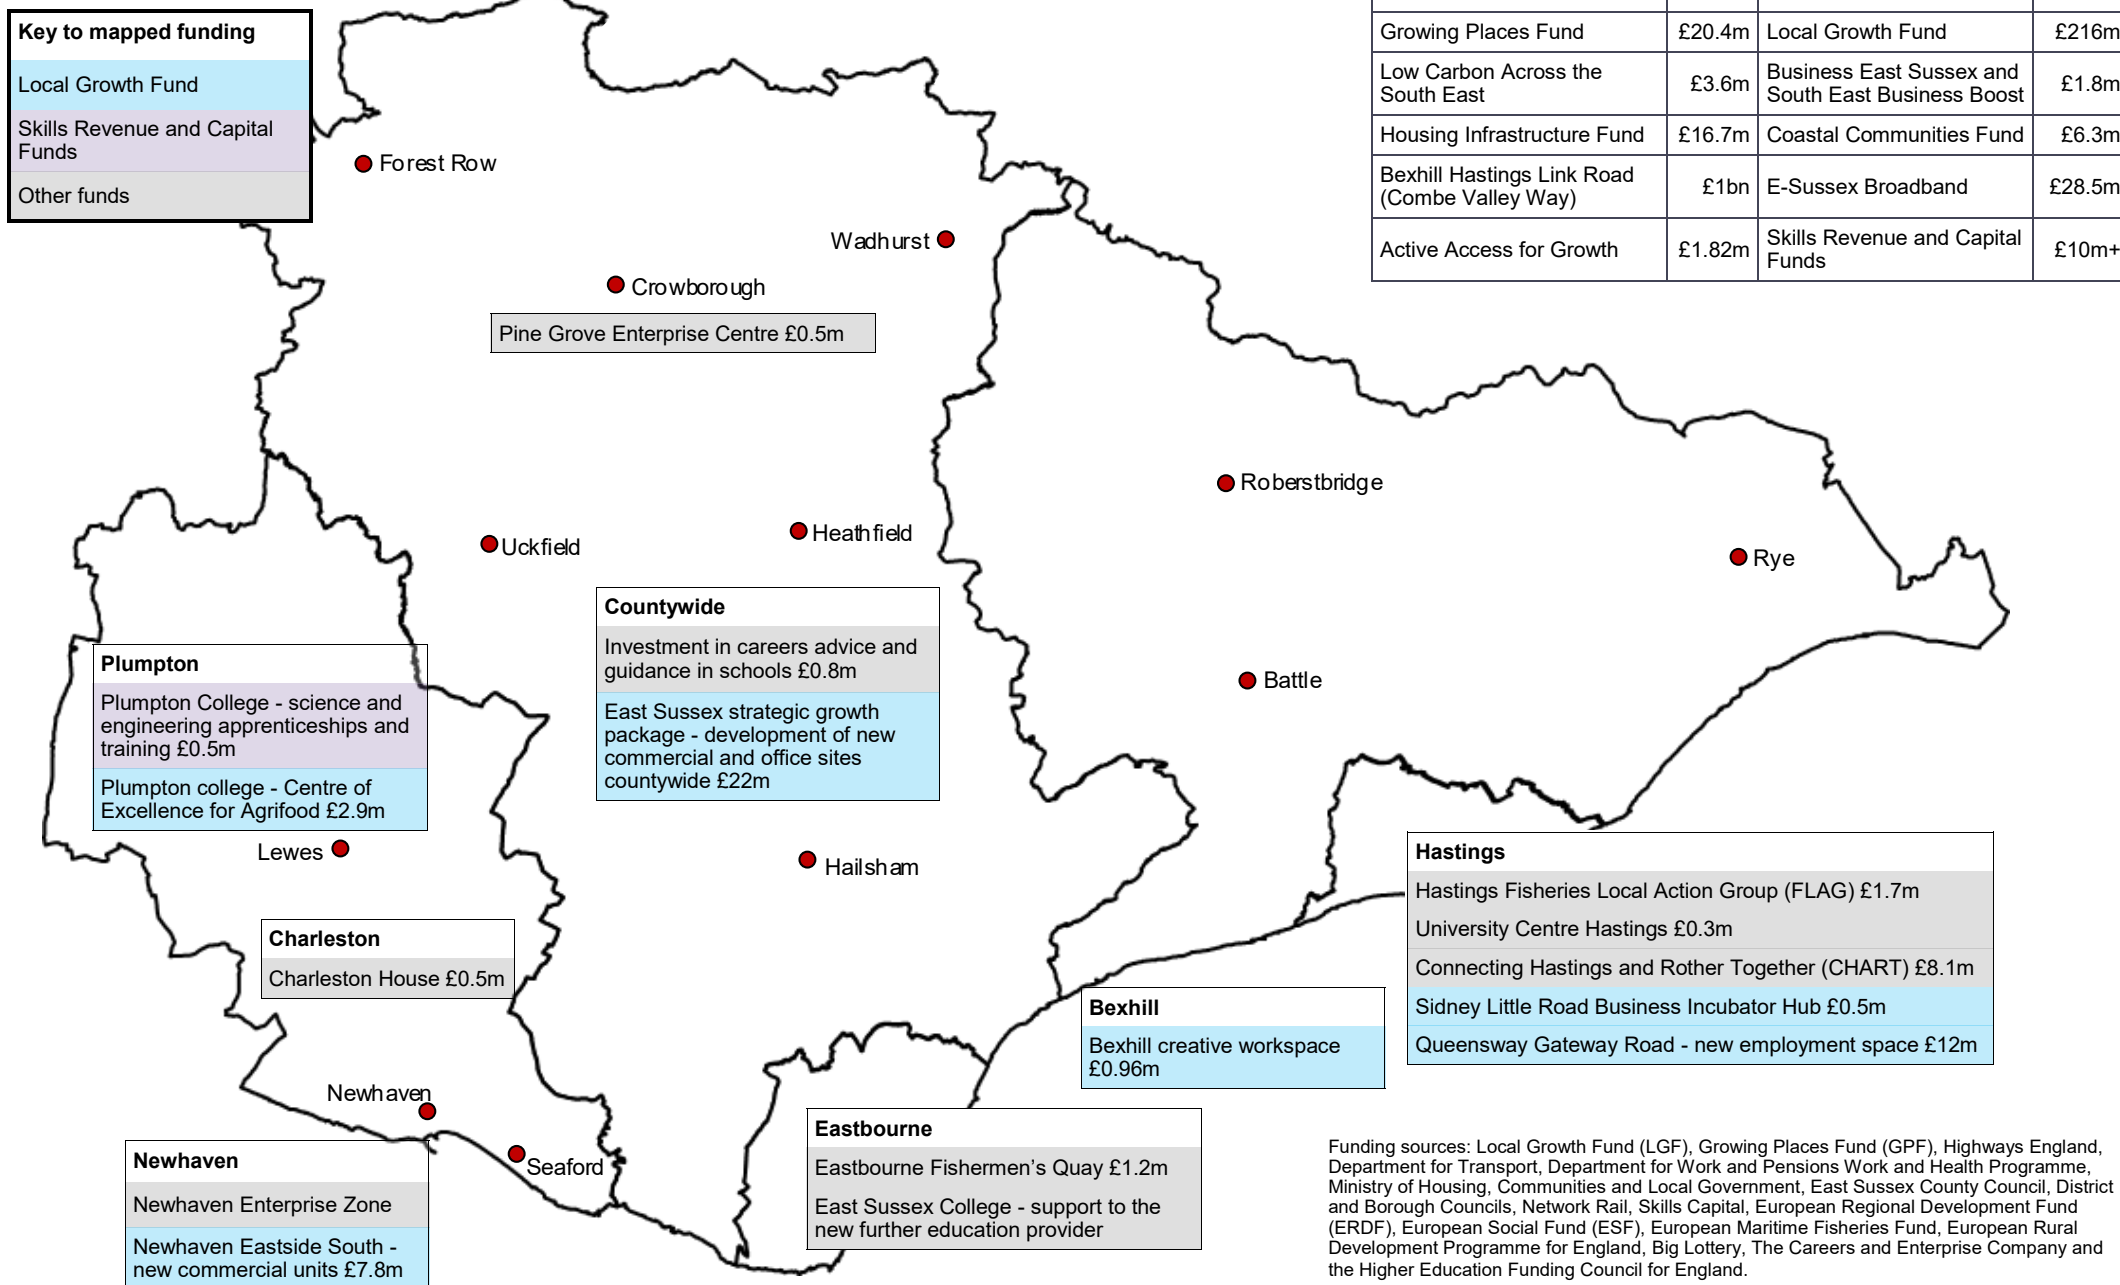 Key to mapped funding
Local Growth Fund
Skills Revenue and Capital
Funds
Other funds
Growing Places Fund £20.4m Local Growth Fund £216m
Low Carbon Across the
South East £3.6m Business East Sussex and
South East Business Boost £1.8m
Housing Infrastructure Fund £16.7m Coastal Communities Fund £6.3m
Bexhill Hastings Link Road
(Combe Valley Way) £1bn E-Sussex Broadband £28.5m
Active Access for Growth £1.82m Skills Revenue and Capital
Funds £10m+
Forest Row
Wadhurst
Crowborough
Pine Grove Enterprise Centre £0.5m
Roberstbridge
Uckfield
Heathfield
Rye
Countywide
Investment in careers advice and
guidance in schools £0.8m
East Sussex strategic growth
package - development of new
commercial and office sites
countywide £22m
Plumpton
Plumpton College - science and
engineering apprenticeships and
training £0.5m
Plumpton college - Centre of
Excellence for Agrifood £2.9m
Battle
Lewes
Hailsham
Hastings
Hastings Fisheries Local Action Group (FLAG) £1.7m
University Centre Hastings £0.3m
Connecting Hastings and Rother Together (CHART) £8.1m
Sidney Little Road Business Incubator Hub £0.5m
Queensway Gateway Road - new employment space £12m
Charleston
Charleston House £0.5m
Bexhill
Bexhill creative workspace
£0.96m
Newhaven
Seaford
Newhaven
Newhaven Enterprise Zone
Newhaven Eastside South -
new commercial units £7.8m
Eastbourne
Eastbourne Fishermen’s Quay £1.2m
East Sussex College - support to the
new further education provider
Funding sources: Local Growth Fund (LGF), Growing Places Fund (GPF), Highways England,
Department for Transport, Department for Work and Pensions Work and Health Programme,
Ministry of Housing, Communities and Local Government, East Sussex County Council, District
and Borough Councils, Network Rail, Skills Capital, European Regional Development Fund
(ERDF), European Social Fund (ESF), European Maritime Fisheries Fund, European Rural
Development Programme for England, Big Lottery, The Careers and Enterprise Company and
the Higher Education Funding Council for England.